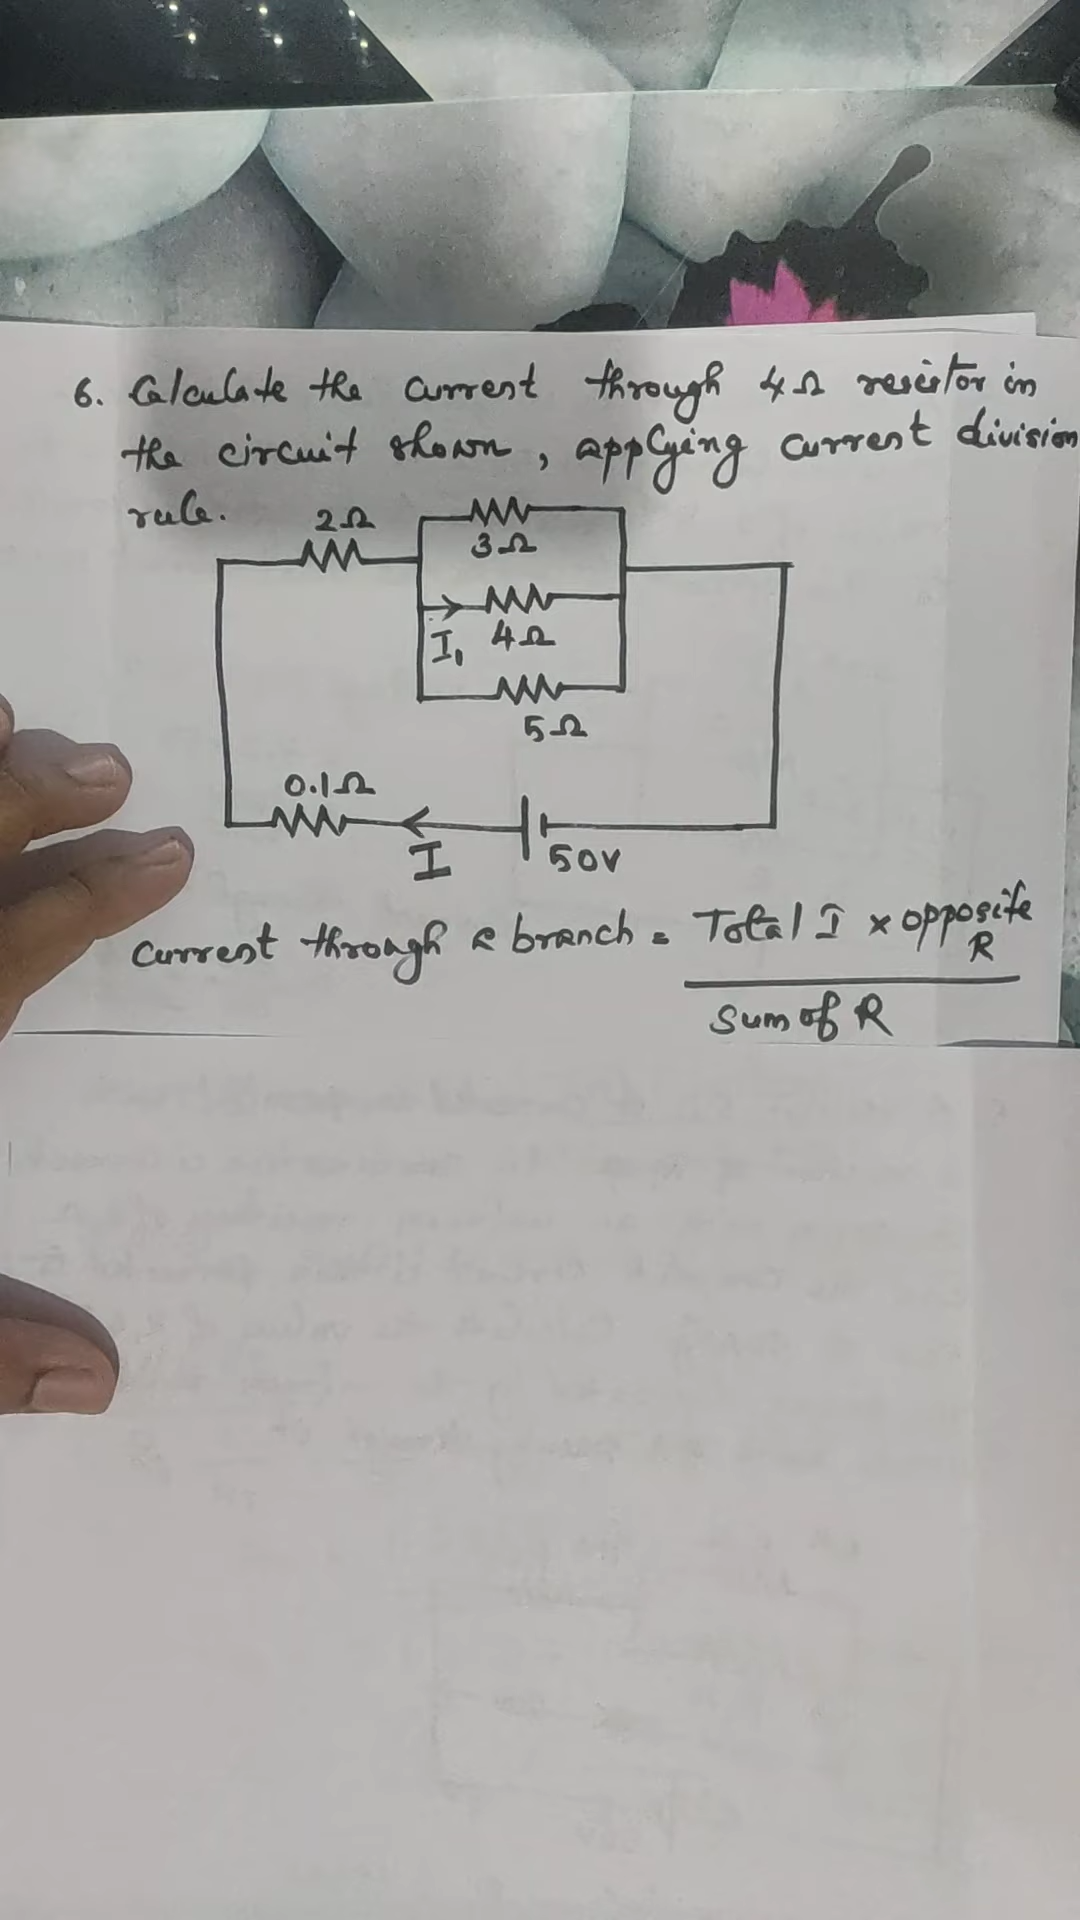 6. Calculate the current through 4Ω resistor in
the circuit shown, applying current division
rule.
2Ω
3Ω
I₁ 4Ω
5Ω
0.1Ω
I
50V
Current through a branch = Total I × opposite
R
Sum of R